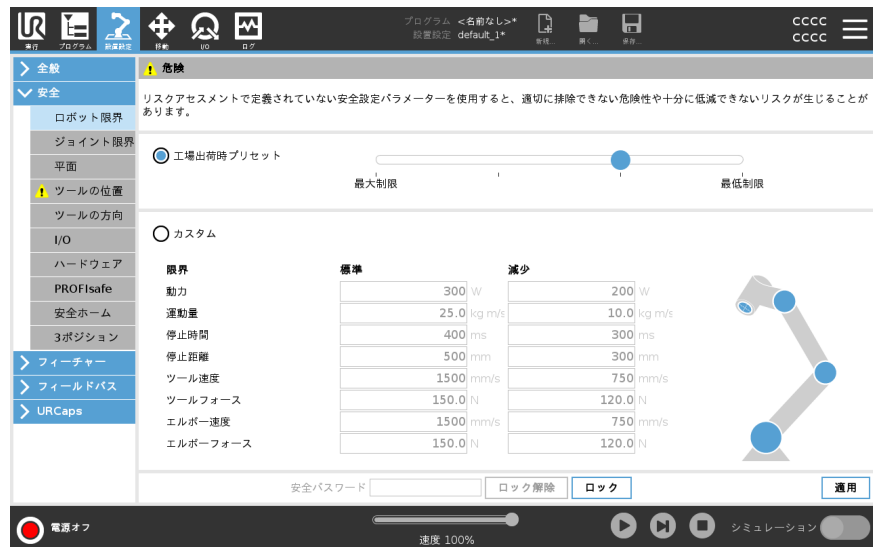 プログラム <名前なし>*
設置設定 default_1*
CCCC
CCCC
実行 プログラム 設置設定 移動 I/O ログ 新規... 開く... 保存...
全般
安全
ロボット限界
ジョイント限界
平面
ツールの位置
ツールの方向
I/O
ハードウェア
PROFIsafe
安全ホーム
3ポジション
フィーチャー
フィールドバス
URCaps
危険
リスクアセスメントで定義されていない安全設定パラメーターを使用すると、適切に排除できない危険性や十分に低減できないリスクが生じることが
あります。
工場出荷時プリセット
最大制限 最低制限
カスタム
限界 標準 減少
動力 300 W 200 W
運動量 25.0 kg m/s 10.0 kg m/s
停止時間 400 ms 300 ms
停止距離 500 mm 300 mm
ツール速度 1500 mm/s 750 mm/s
ツールフォース 150.0 N 120.0 N
エルボー速度 1500 mm/s 750 mm/s
エルボーフォース 150.0 N 120.0 N
安全パスワード ロック解除 ロック 適用
電源オフ
速度 100%
シミュレーション